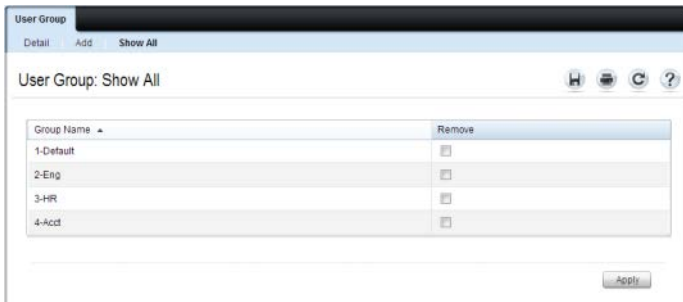 User Group
Detail Add Show All
User Group: Show All
?
Group Name Remove
1-Default
2-Eng
3-HR
4-Acct
Apply